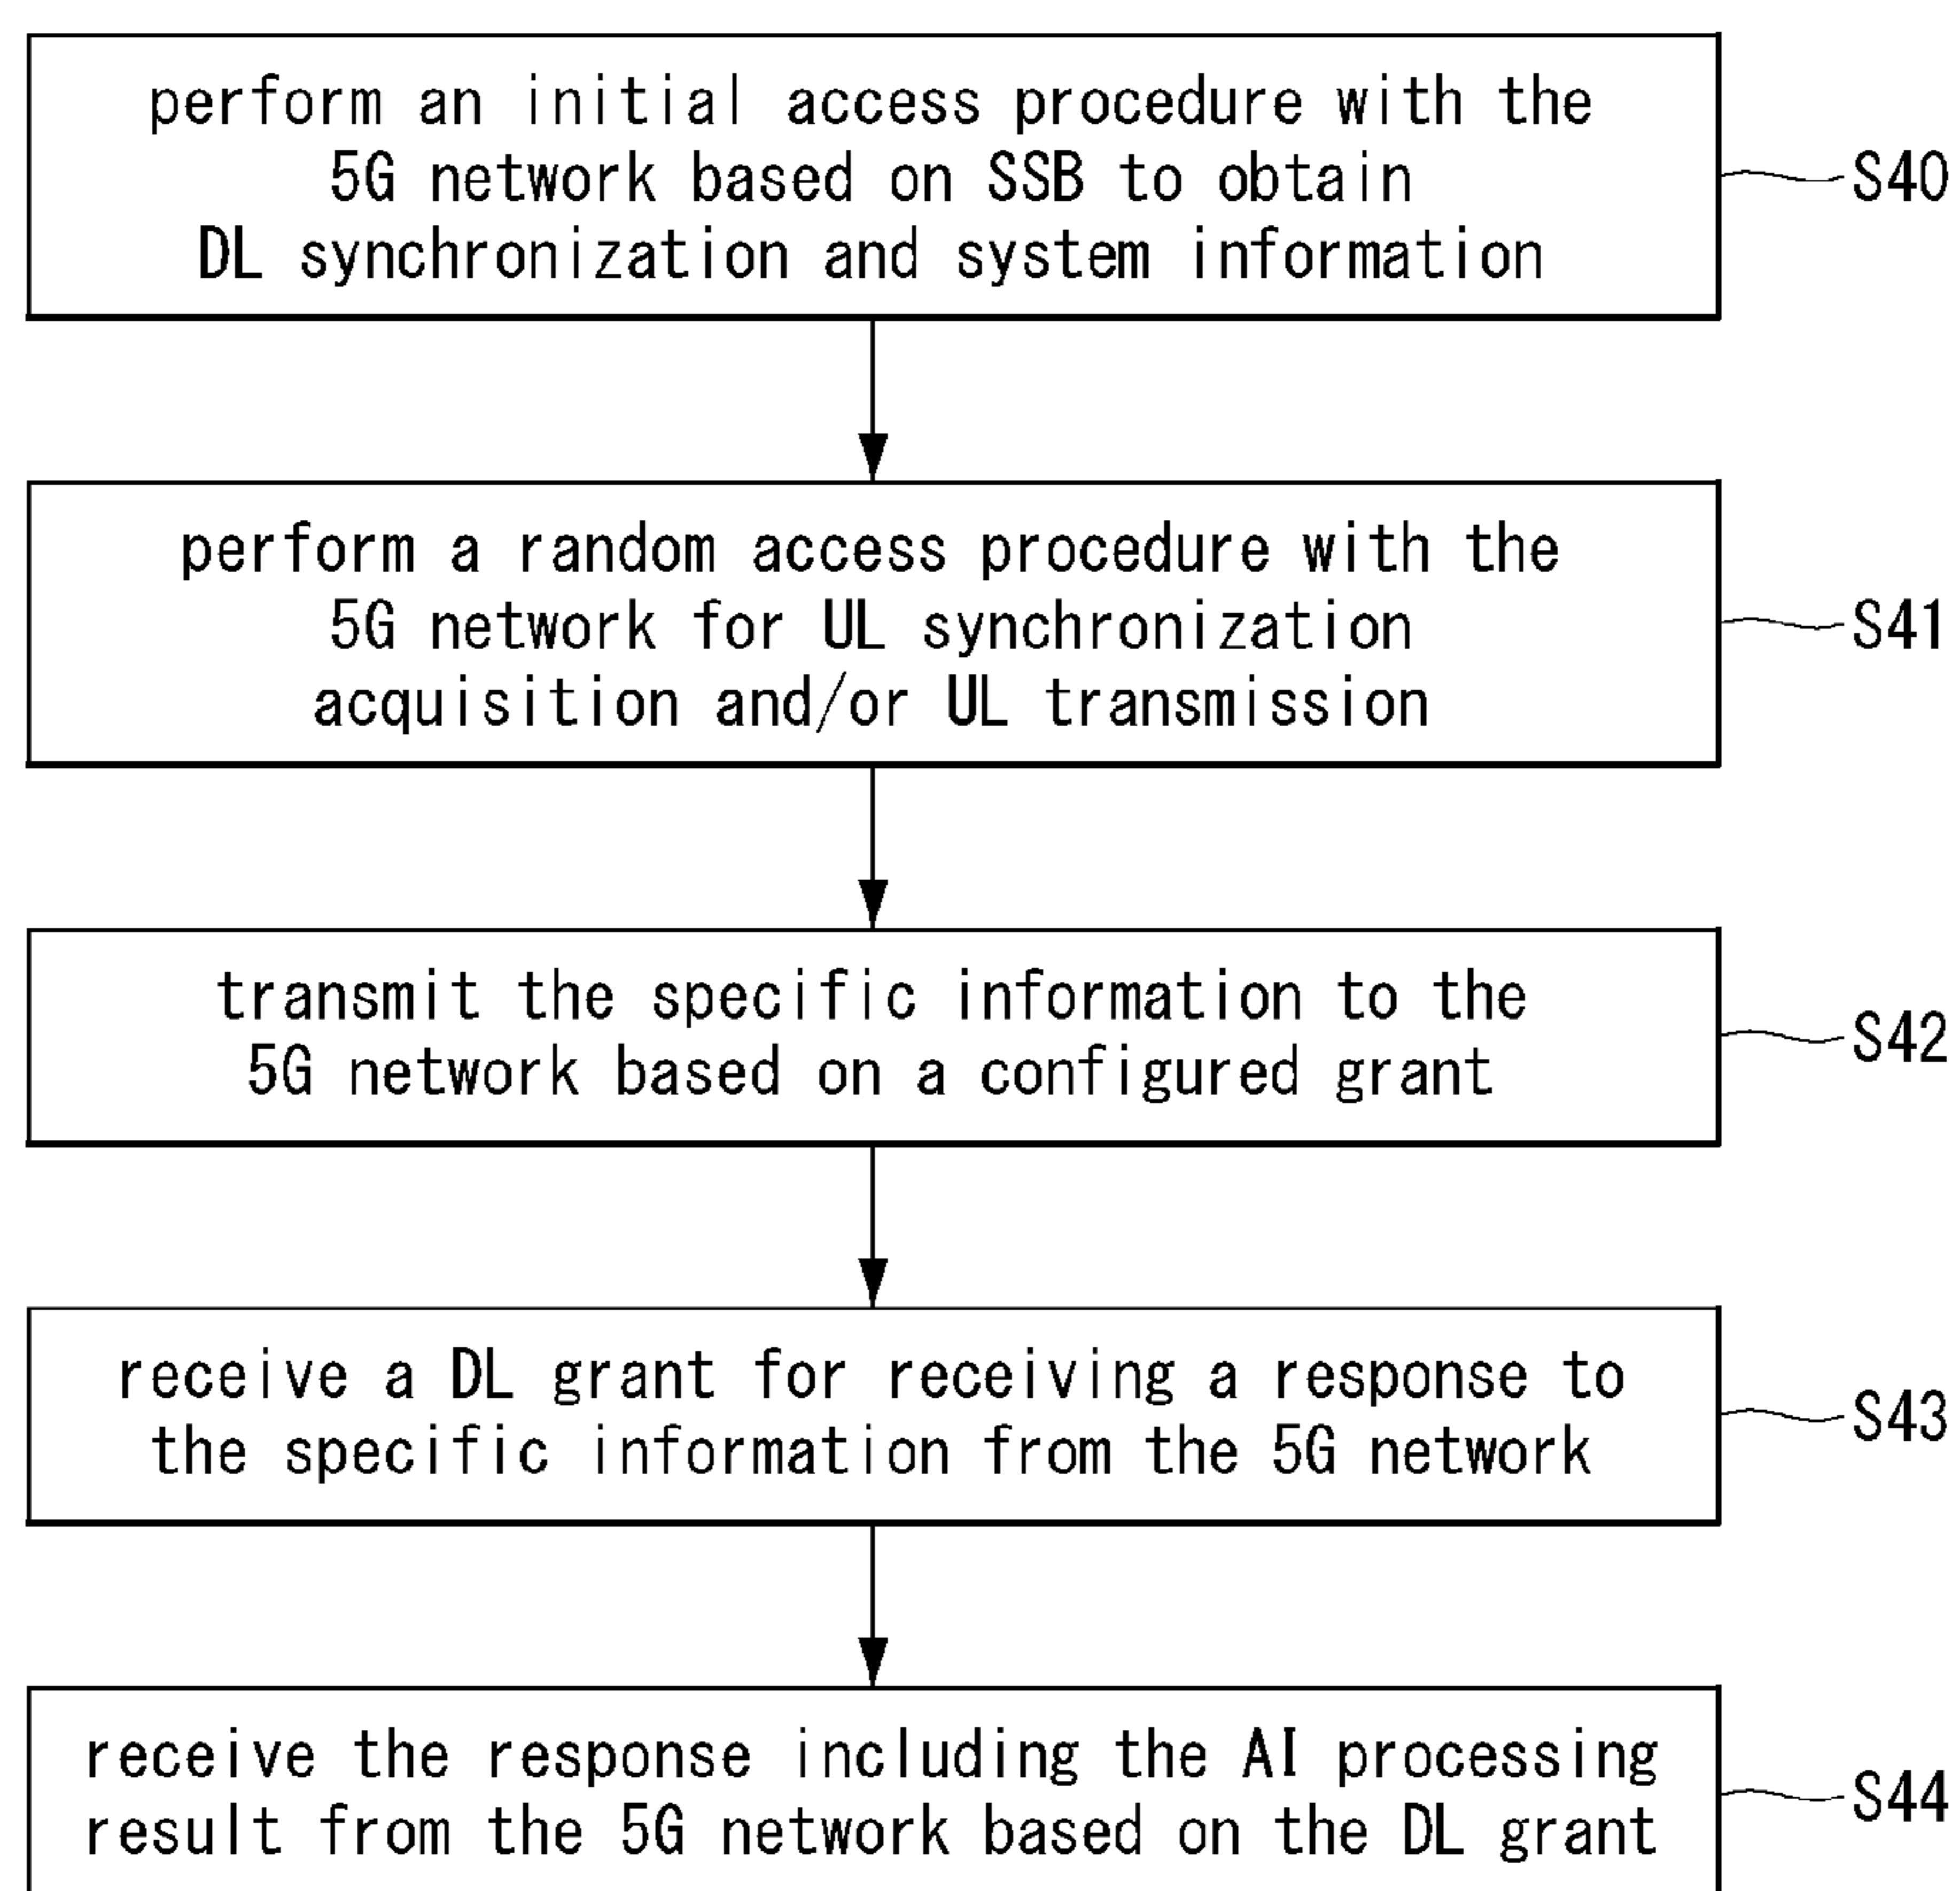 perform an initial access procedure with the
5G network based on SSB to obtain
DL synchronization and system information
S40
perform a random access procedure with the
5G network for UL synchronization
acquisition and/or UL transmission
S41
transmit the specific information to the
5G network based on a configured grant
S42
receive a DL grant for receiving a response to
the specific information from the 5G network
S43
receive the response including the AI processing
result from the 5G network based on the DL grant
S44